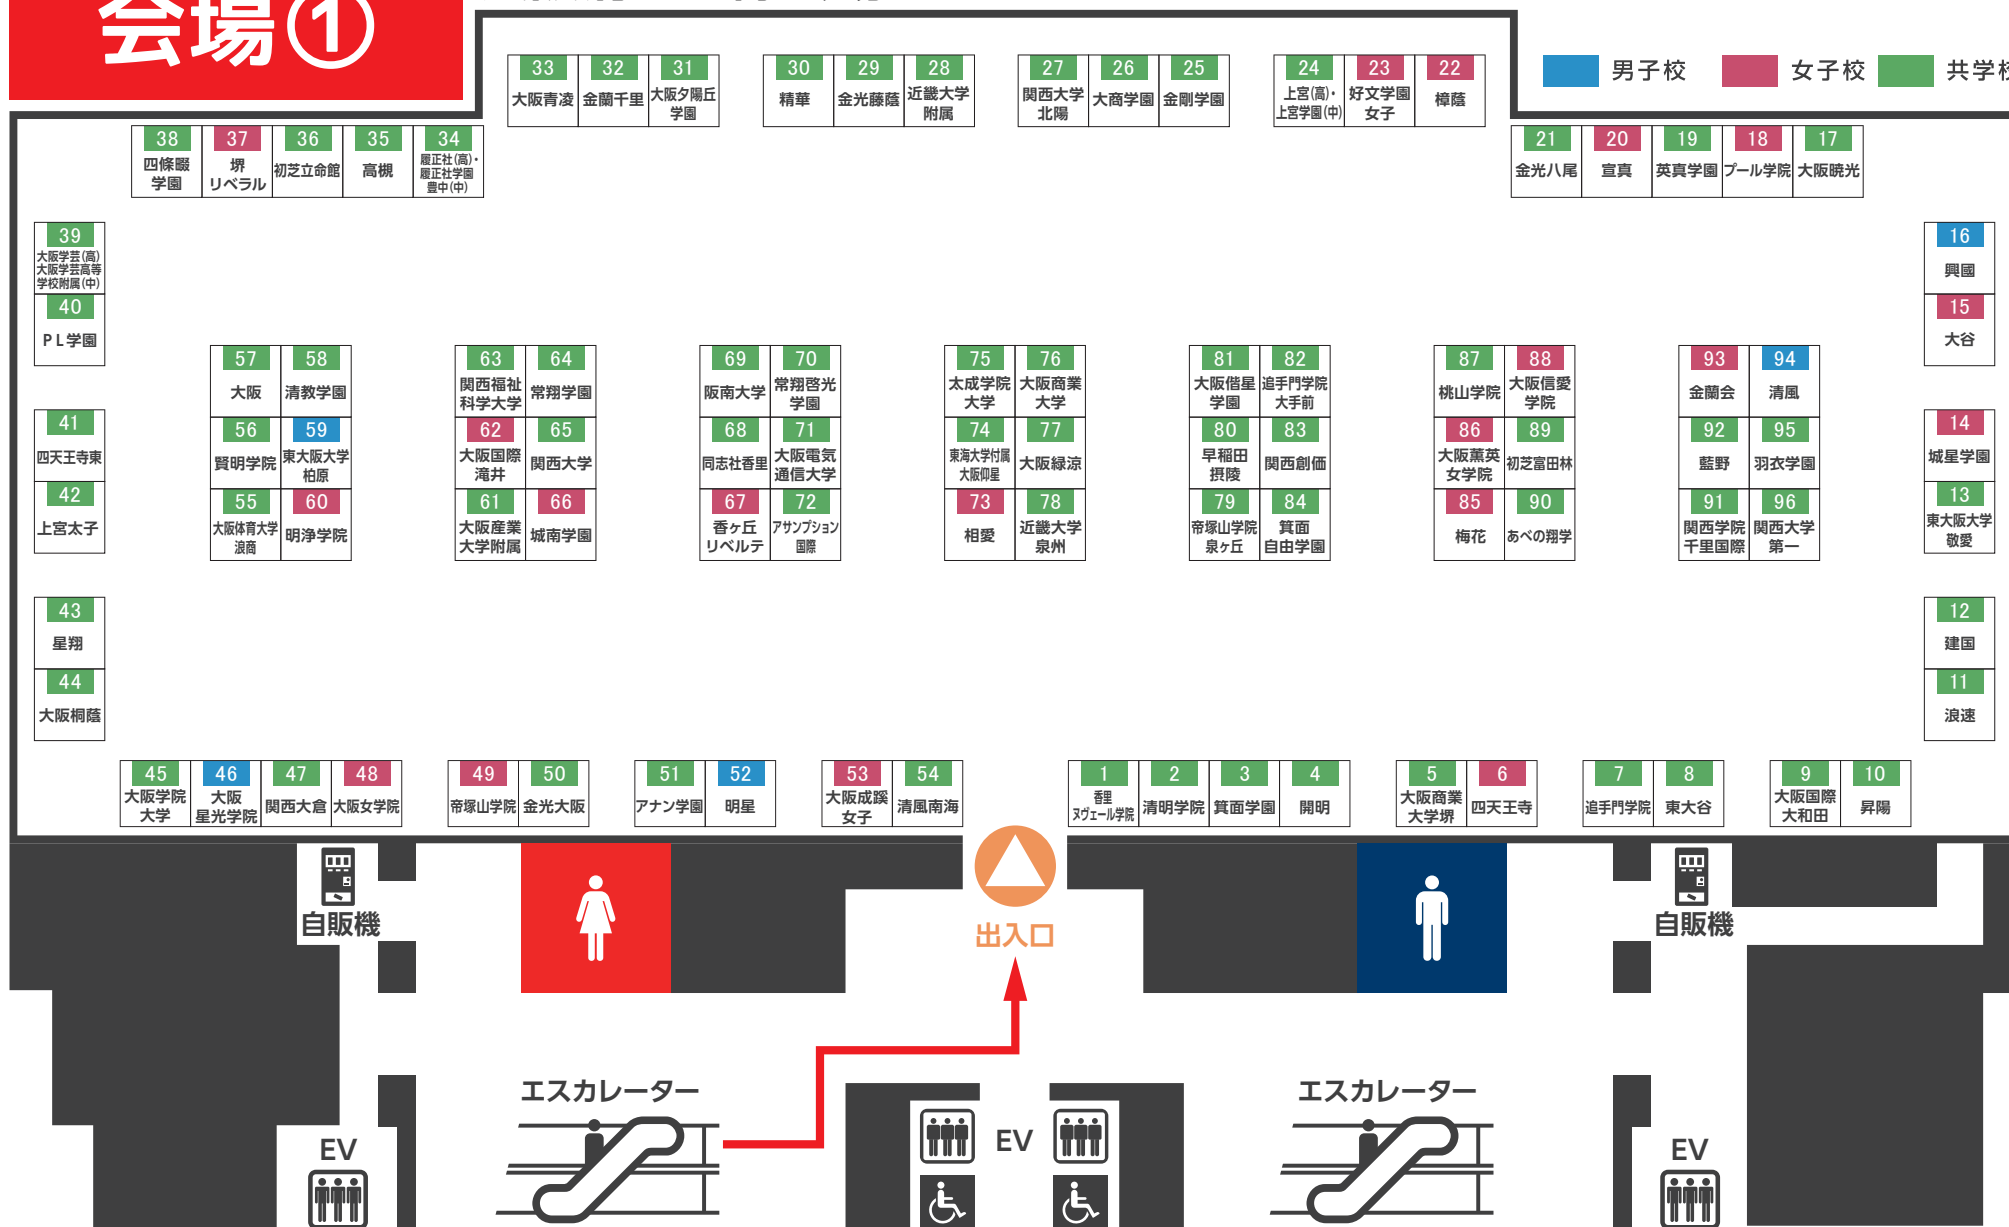 会場①
男子校
女子校
共学校
33
大阪青凌
32
金蘭千里
31
大阪夕陽丘
学園
30
精華
29
金光藤蔭
28
近畿大学
附属
27
関西大学
北陽
26
大商学園
25
金剛学園
24
上宮(高)・
上宮学園(中)
23
好文学園
女子
22
樟蔭
38
四條畷
学園
37
堺
リベラル
36
初芝立命館
35
高槻
34
履正社(高)・
履正社学園
豊中(中)
21
金光八尾
20
宣真
19
英真学園
18
プール学院
17
大阪暁光
39
大阪学芸(高)
大阪学芸高等
学校附属(中)
40
PL学園
16
興國
15
大谷
57
大阪
58
清教学園
56
賢明学院
59
東大阪大学
柏原
55
大阪体育大学
浪商
60
明浄学院
63
関西福祉
科学大学
64
常翔学園
62
大阪国際
滝井
65
関西大学
61
大阪産業
大学附属
66
城南学園
69
阪南大学
70
常翔啓光
学園
68
同志社香里
71
大阪電気
通信大学
67
香ヶ丘
リベルテ
72
アサンプション
国際
75
太成学院
大学
76
大阪商業
大学
74
東海大学付属
大阪仰星
77
大阪緑涼
73
相愛
78
近畿大学
泉州
81
大阪偕星
学園
82
追手門学院
大手前
80
早稲田
摂陵
83
関西創価
79
帝塚山学院
泉ヶ丘
84
箕面
自由学園
87
桃山学院
88
大阪信愛
学院
86
大阪薫英
女学院
89
初芝富田林
85
梅花
90
あべの翔学
93
金蘭会
94
清風
92
藍野
95
羽衣学園
91
関西学院
千里国際
96
関西大学
第一
41
四天王寺東
42
上宮太子
14
城星学園
13
東大阪大学
敬愛
43
星翔
44
大阪桐蔭
12
建国
11
浪速
45
大阪学院
大学
46
大阪
星光学院
47
関西大倉
48
大阪女学院
49
帝塚山学院
50
金光大阪
51
アナン学園
52
明星
53
大阪成蹊
女子
54
清風南海
1
香里
ヌヴェール学院
2
清明学院
3
箕面学園
4
開明
5
大阪商業
大学堺
6
四天王寺
7
追手門学院
8
東大谷
9
大阪国際
大和田
10
昇陽
自販機
出入口
自販機
エスカレーター
エスカレーター
EV
EV
EV